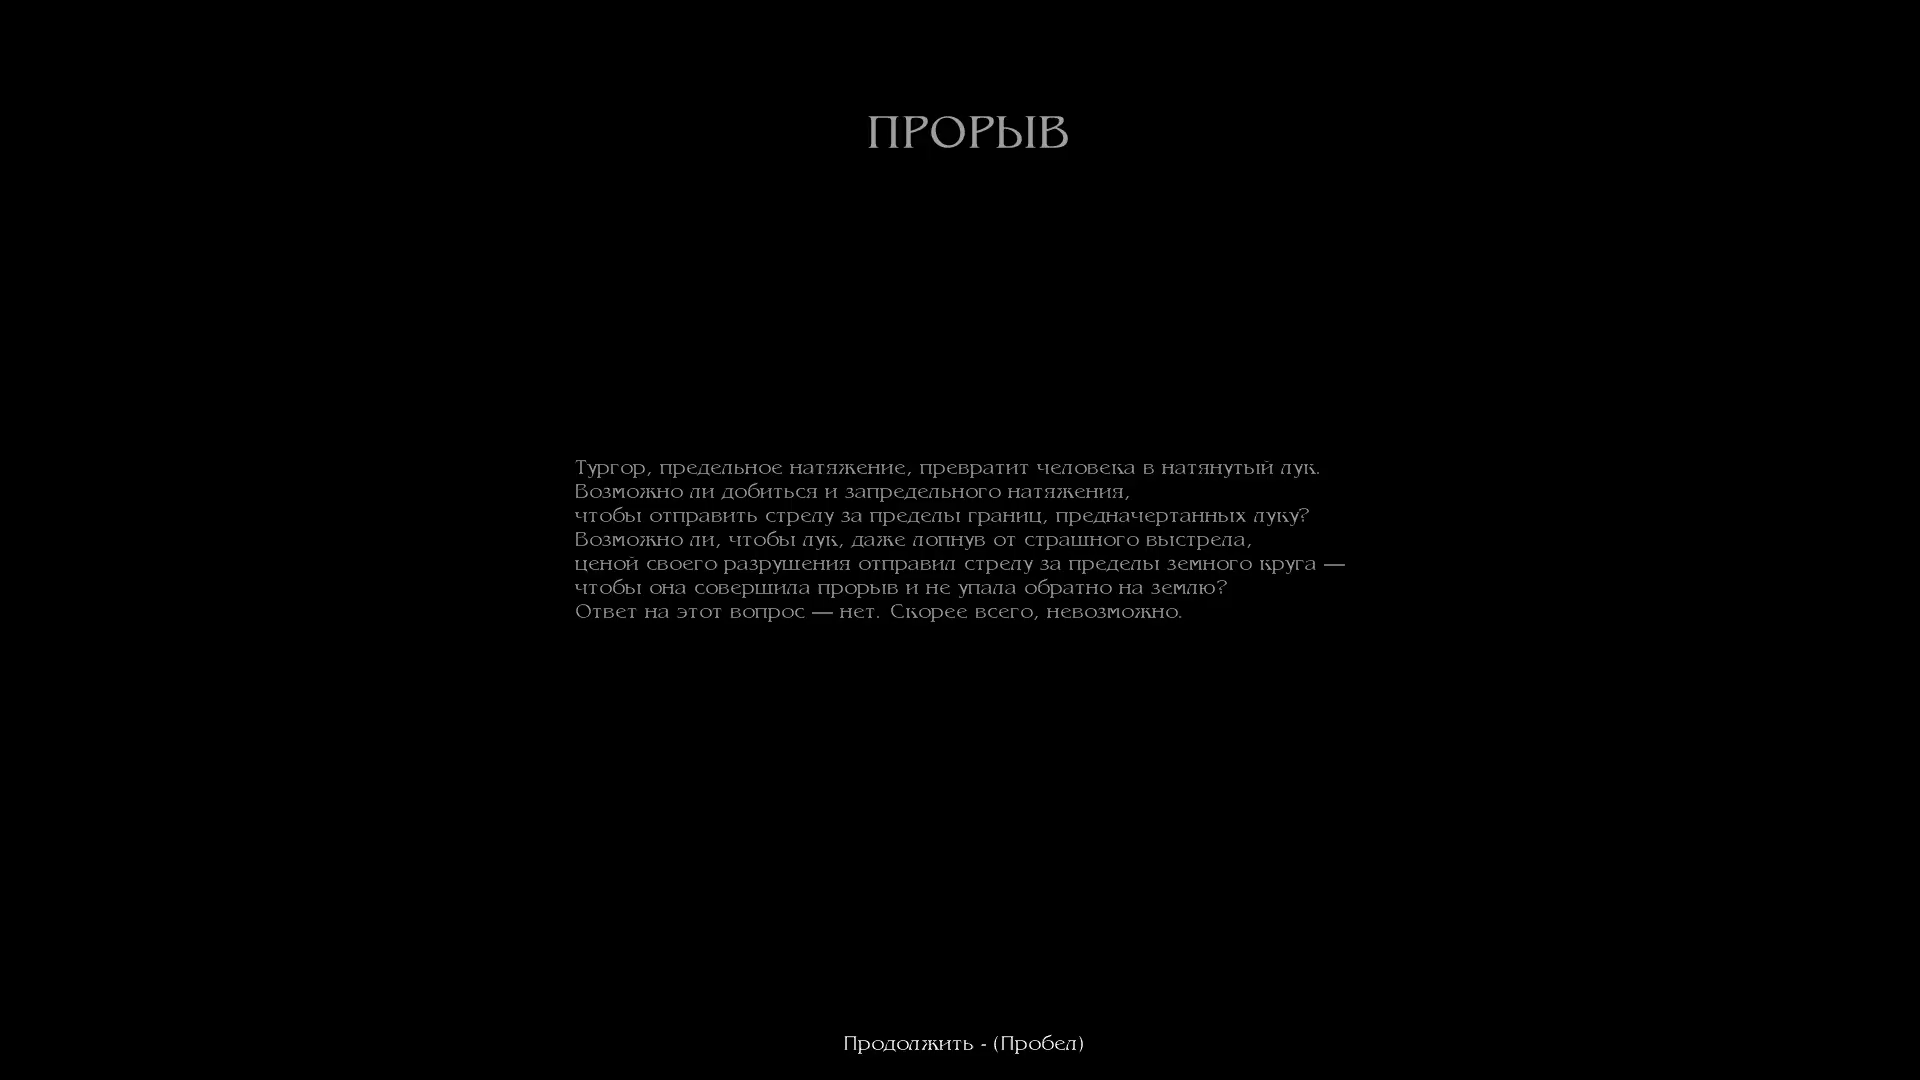 ПРОРЫВ
Тургор, предельное натяжение, превратит человека в натянутый лук.
Возможно ли добиться и запредельного натяжения,
чтобы отправить стрелу за пределы границ, предначертанных луку?
Возможно ли, чтобы лук, даже лопнув от страшного выстрела,
ценой своего разрушения отправил стрелу за пределы земного круга —
чтобы она совершила прорыв и не упала обратно на землю?
Ответ на этот вопрос — нет. Скорее всего, невозможно.
Продолжить - (Пробел)